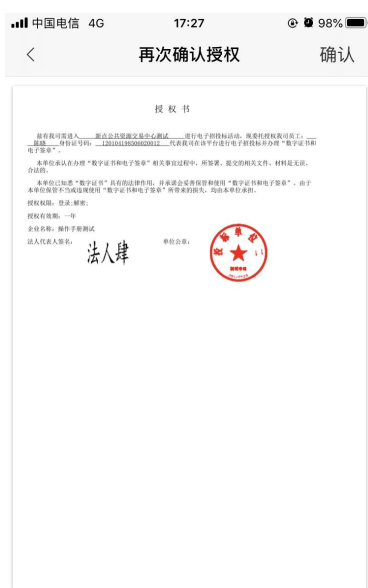 中国电信 4G 17:27 98%
再次确认授权 确认
授 权 书
兹有我司需进入 新点公共资源交易中心测试 进行电子招投标活动，现委托授权我司员工：
陈晓 身份证号码： 120104198506020012 代表我司在该平台进行电子招投标并办理“数字证书和
电子签章”。
本单位承认在办理“数字证书和电子签章”相关事宜过程中，所签署、提交的相关文件、材料是无误、
合法的。
本单位已知悉“数字证书”具有的法律作用，并承诺会妥善保管和使用“数字证书和电子签章”。由于
本单位保管不当或违规使用“数字证书和电子签章”所带来的损失，均由本单位承担。
授权权限：登录;解密;
授权有效期：一年
企业名称：操作手册测试
法人代表人签名： 法人肆 单位公章：